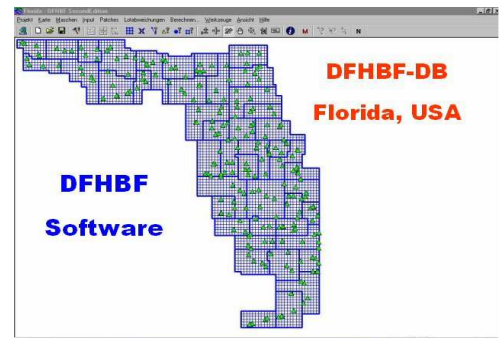 Florida - DFHBF SecondEdition
Projekt Karte Maschen Input Patches Lotabweichungen Berechnen... Werkzeuge Ansicht Hilfe
M N
DFHBF-DB
Florida, USA
DFHBF
Software